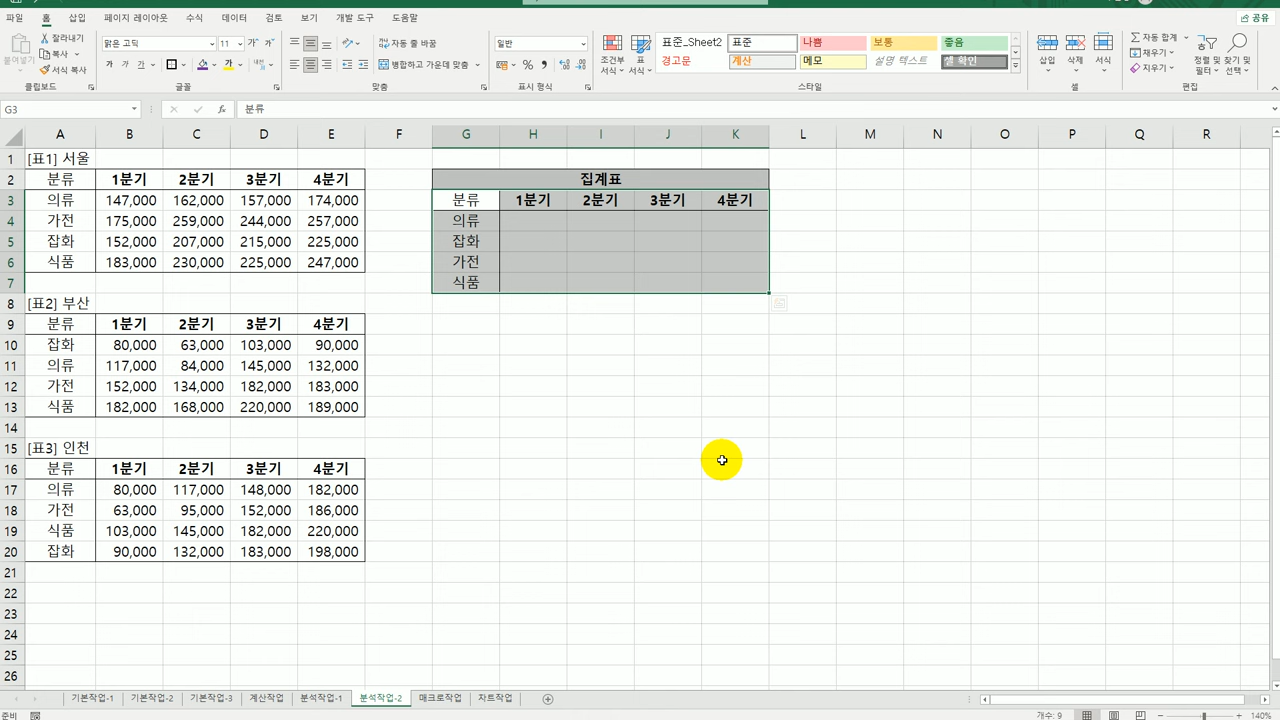 파일 홈 삽입 페이지 레이아웃 수식 데이터 검토 보기 개발 도구 도움말 공유
붙여넣기 잘라내기 복사 서식 복사 클립보드
맑은 고딕 11 가 가 가 가 가 글꼴
자동 줄 바꿈 병합하고 가운데 맞춤 맞춤
일반 % 표시 형식
조건부 서식 표 서식 표준_Sheet2 표준 나쁨 보통 좋음
경고문 계산 메모 설명 텍스트 셀 확인 스타일
삽입 삭제 서식 셀
자동 합계 채우기 지우기 정렬 및 필터 찾기 및 선택 편집
G3 fx 분류
A B C D E F G H I J K L M N O P Q R
1 [표1] 서울
2 분류 1분기 2분기 3분기 4분기 집계표
3 의류 147,000 162,000 157,000 174,000 분류 1분기 2분기 3분기 4분기
4 가전 175,000 259,000 244,000 257,000 의류
5 잡화 152,000 207,000 215,000 225,000 잡화
6 식품 183,000 230,000 225,000 247,000 가전
7 식품
8 [표2] 부산
9 분류 1분기 2분기 3분기 4분기
10 잡화 80,000 63,000 103,000 90,000
11 의류 117,000 84,000 145,000 132,000
12 가전 152,000 134,000 182,000 183,000
13 식품 182,000 168,000 220,000 189,000
14
15 [표3] 인천
16 분류 1분기 2분기 3분기 4분기
17 의류 80,000 117,000 148,000 182,000
18 가전 63,000 95,000 152,000 186,000
19 식품 103,000 145,000 182,000 220,000
20 잡화 90,000 132,000 183,000 198,000
21
22
23
24
25
26
기본작업-1 기본작업-2 기본작업-3 계산작업 분석작업-1 분석작업-2 매크로작업 차트작업
준비 개수: 9 140%